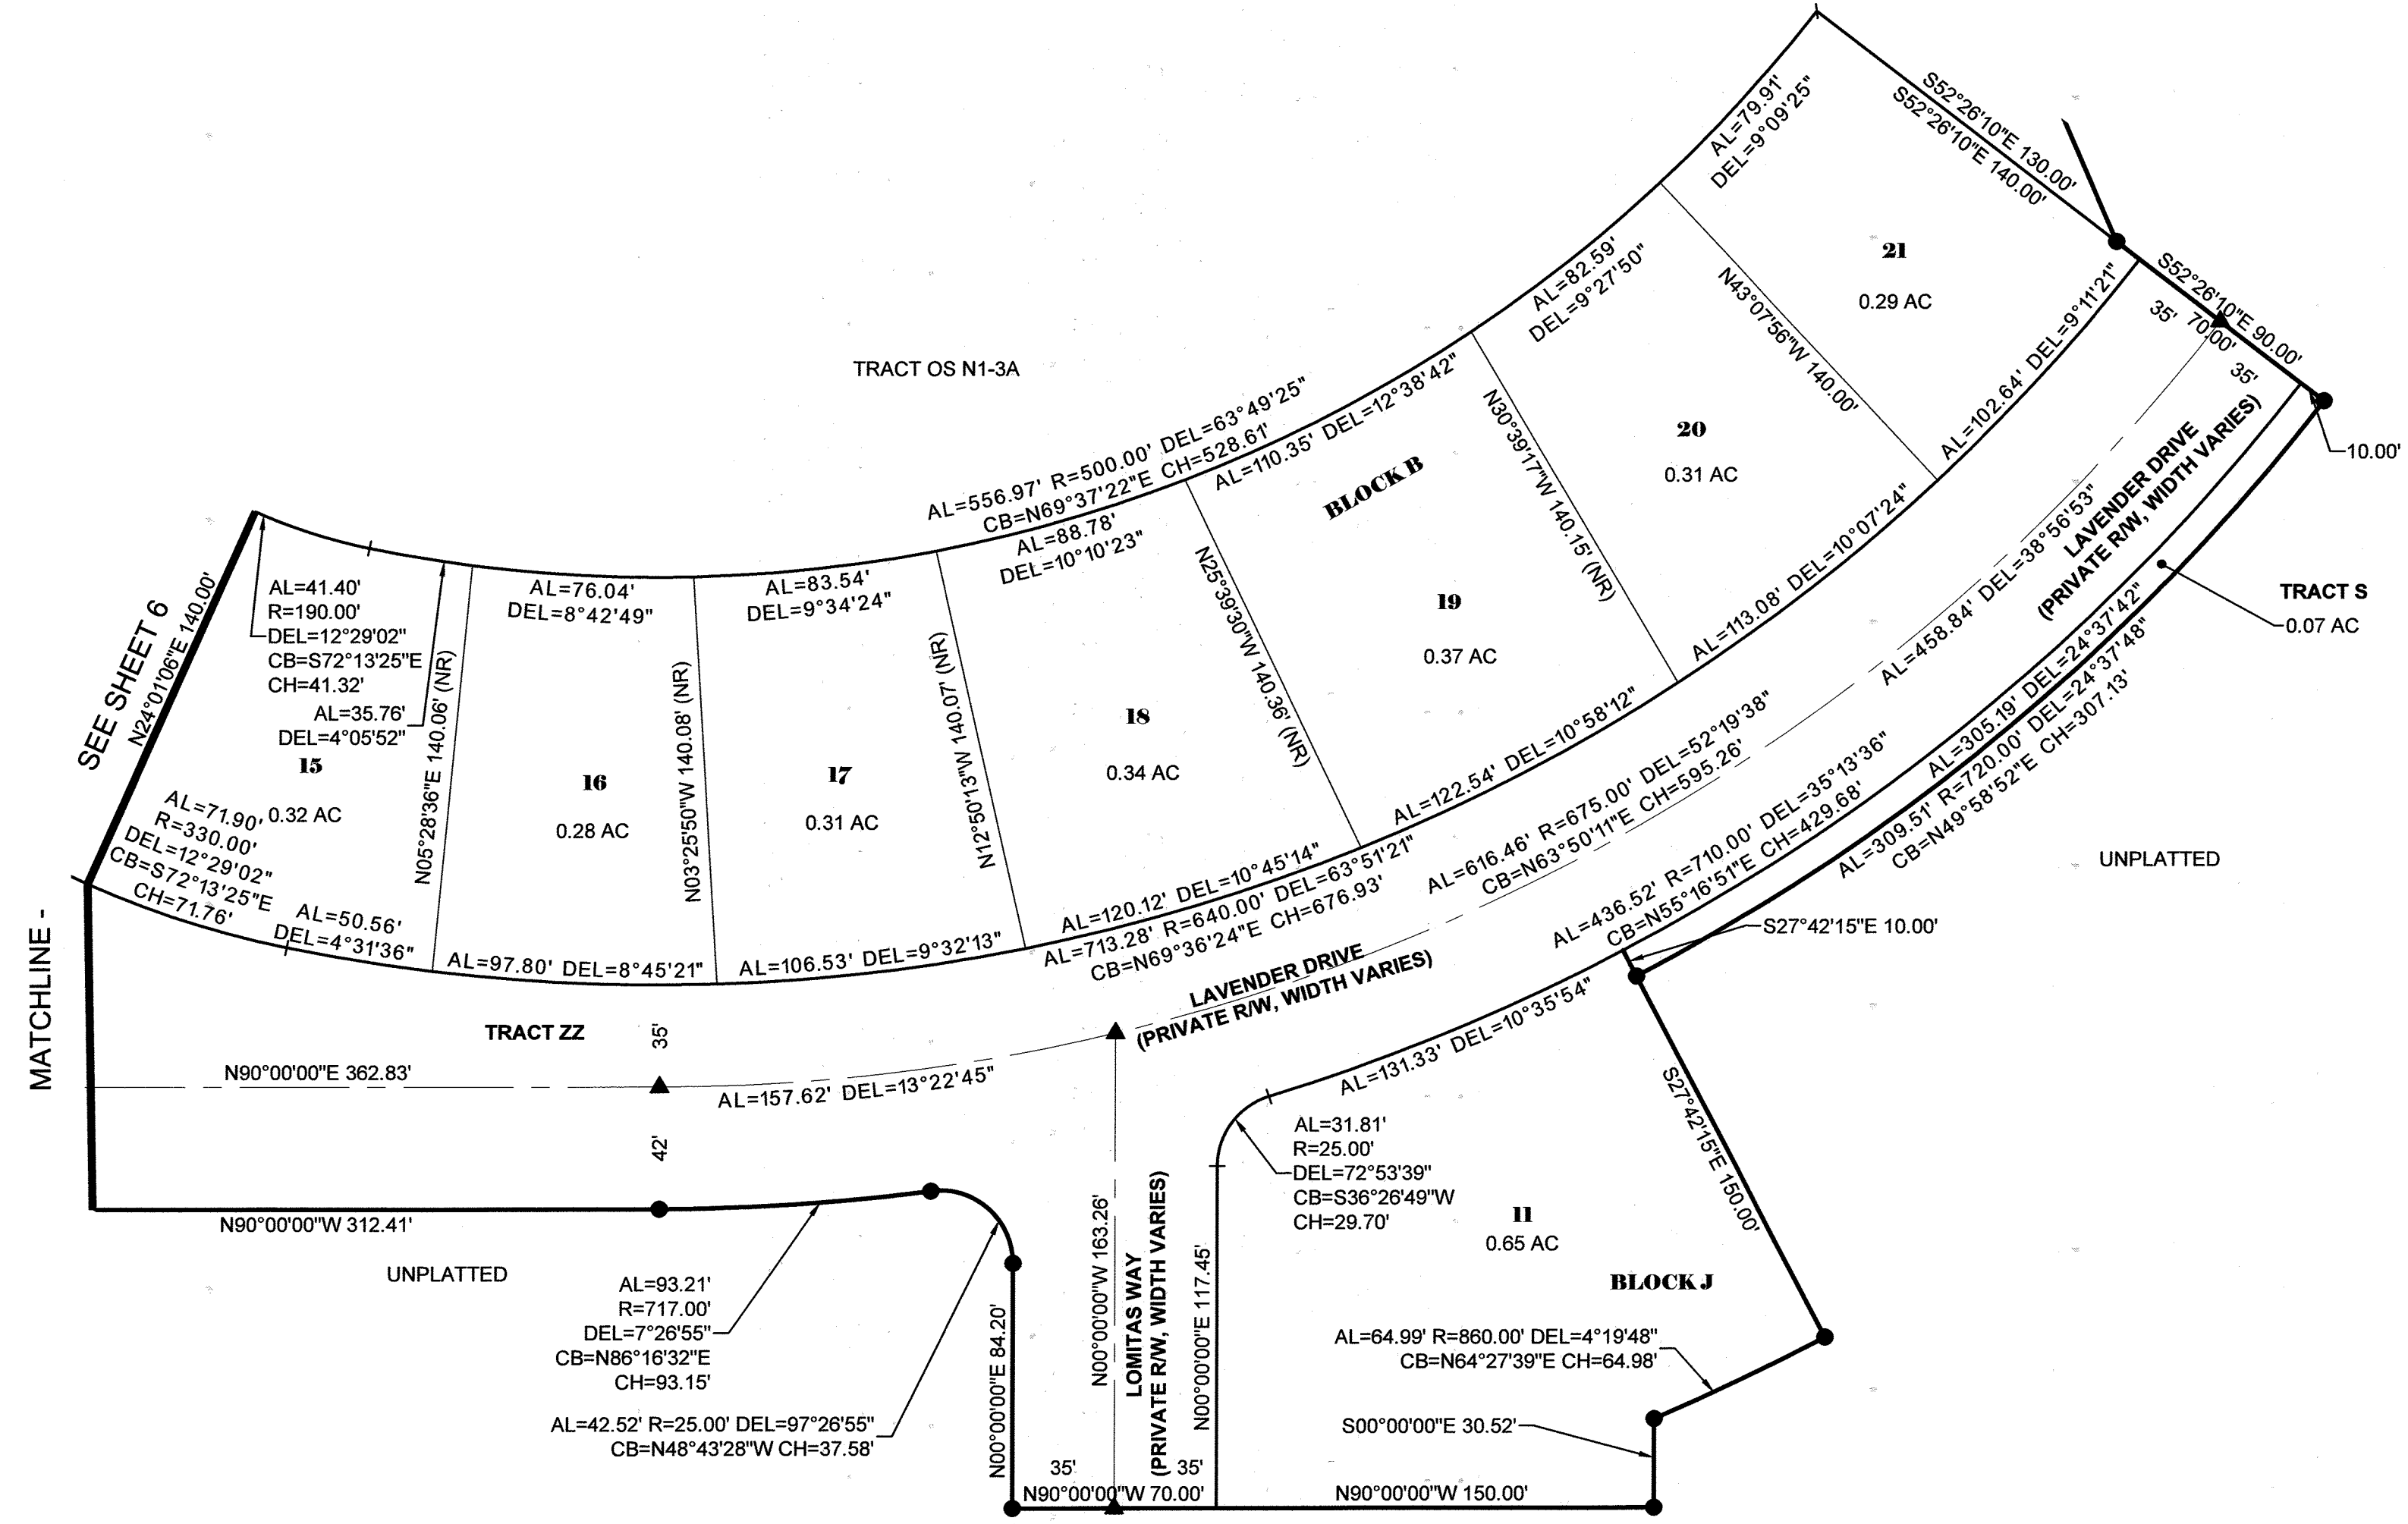 S52°26'10"E 130.00'
S52°26'10"E 140.00'
AL=79.91'
DEL=9°09'25"
21
0.29 AC
S52°26'10"E 90.00'
35'
70.00'
35'
10.00'
AL=102.64' DEL=9°11'21"
N43°07'56"W 140.00'
AL=82.59'
DEL=9°27'50"
20
0.31 AC
AL=113.08' DEL=10°07'24"
N30°39'17"W 140.15' (NR)
LAVENDER DRIVE
(PRIVATE R/W, WIDTH VARIES)
AL=458.84' DEL=38°56'53"
TRACT S
0.07 AC
TRACT OS N1-3A
AL=556.97' R=500.00' DEL=63°49'25"
CB=N69°37'22"E CH=528.61'
AL=110.35' DEL=12°38'42"
BLOCK B
19
0.37 AC
AL=122.54' DEL=10°58'12"
AL=88.78'
DEL=10°10'23"
N25°39'30"W 140.36' (NR)
18
0.34 AC
AL=120.12' DEL=10°45'14"
AL=83.54'
DEL=9°34'24"
N12°50'13"W 140.07' (NR)
17
0.31 AC
AL=106.53' DEL=9°32'13"
AL=76.04'
DEL=8°42'49"
N03°25'50"W 140.08' (NR)
16
0.28 AC
AL=97.80' DEL=8°45'21"
SEE SHEET 6
N24°01'06"E 140.00'
AL=41.40'
R=190.00'
DEL=12°29'02"
CB=S72°13'25"E
CH=41.32'
AL=35.76'
DEL=4°05'52"
N05°28'36"E 140.06' (NR)
15
0.32 AC
AL=71.90'
R=330.00'
DEL=12°29'02"
CB=S72°13'25"E
CH=71.76'
AL=50.56'
DEL=4°31'36"
MATCHLINE -
AL=713.28' R=640.00' DEL=63°51'21"
CB=N69°36'24"E CH=676.93'
AL=616.46' R=675.00' DEL=52°19'38"
CB=N63°50'11"E CH=595.26'
AL=436.52' R=710.00' DEL=35°13'36"
CB=N55°16'51"E CH=429.68'
AL=305.19' DEL=24°37'42"
AL=309.51' R=720.00' DEL=24°37'48"
CB=N49°58'52"E CH=307.13'
UNPLATTED
S27°42'15"E 10.00'
LAVENDER DRIVE
(PRIVATE R/W, WIDTH VARIES)
AL=131.33' DEL=10°35'54"
TRACT ZZ
35'
N90°00'00"E 362.83'
AL=157.62' DEL=13°22'45"
42'
N90°00'00"W 312.41'
UNPLATTED
AL=93.21'
R=717.00'
DEL=7°26'55"
CB=N86°16'32"E
CH=93.15'
AL=42.52' R=25.00' DEL=97°26'55"
CB=N48°43'28"W CH=37.58'
N00°00'00"E 84.20'
N00°00'00"W 163.26'
LOMITAS WAY
(PRIVATE R/W, WIDTH VARIES)
N00°00'00"E 117.45'
35'
35'
N90°00'00"W 70.00'
AL=31.81'
R=25.00'
DEL=72°53'39"
CB=S36°26'49"W
CH=29.70'
S27°42'15"E 150.00'
11
0.65 AC
BLOCK J
AL=64.99' R=860.00' DEL=4°19'48"
CB=N64°27'39"E CH=64.98'
S00°00'00"E 30.52'
N90°00'00"W 150.00'